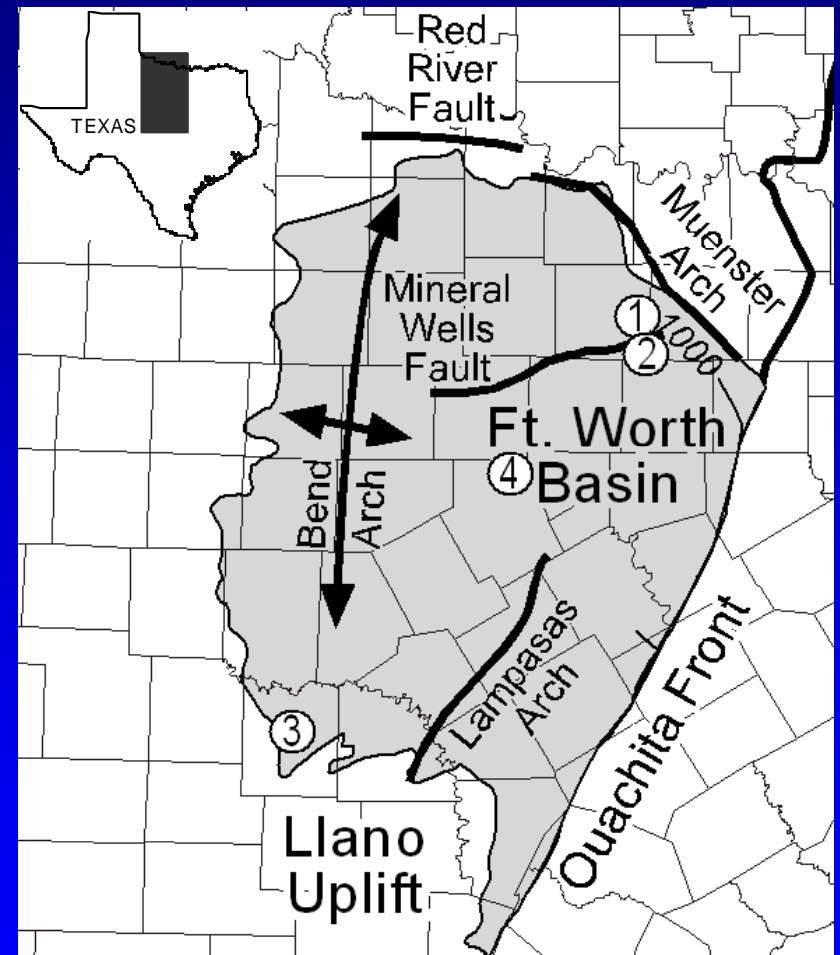 Red
River
Fault
TEXAS
Muenster
Arch
Mineral
Wells
Fault
1
2
1000
Ft. Worth
Basin
4
Bend
Arch
Lampasas
Arch
Ouachita Front
3
Llano
Uplift